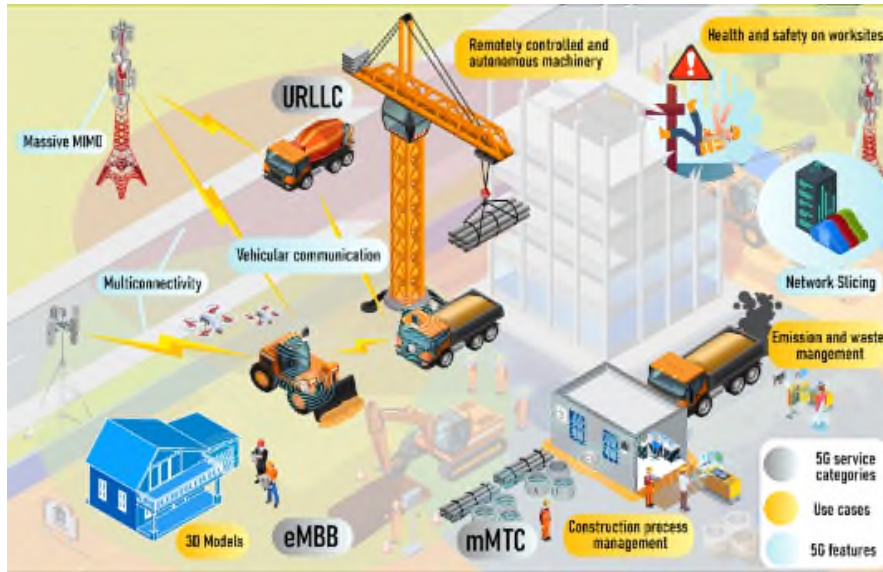 Remotely controlled and
autonomous machinery
Health and safety on worksites
URLLC
Massive MIMO
Vehicular communication
Multiconnectivity
Network Slicing
Emission and waste
mangement
3D Models
eMBB
mMTC
Construction process
management
5G service
categories
Use cases
5G features